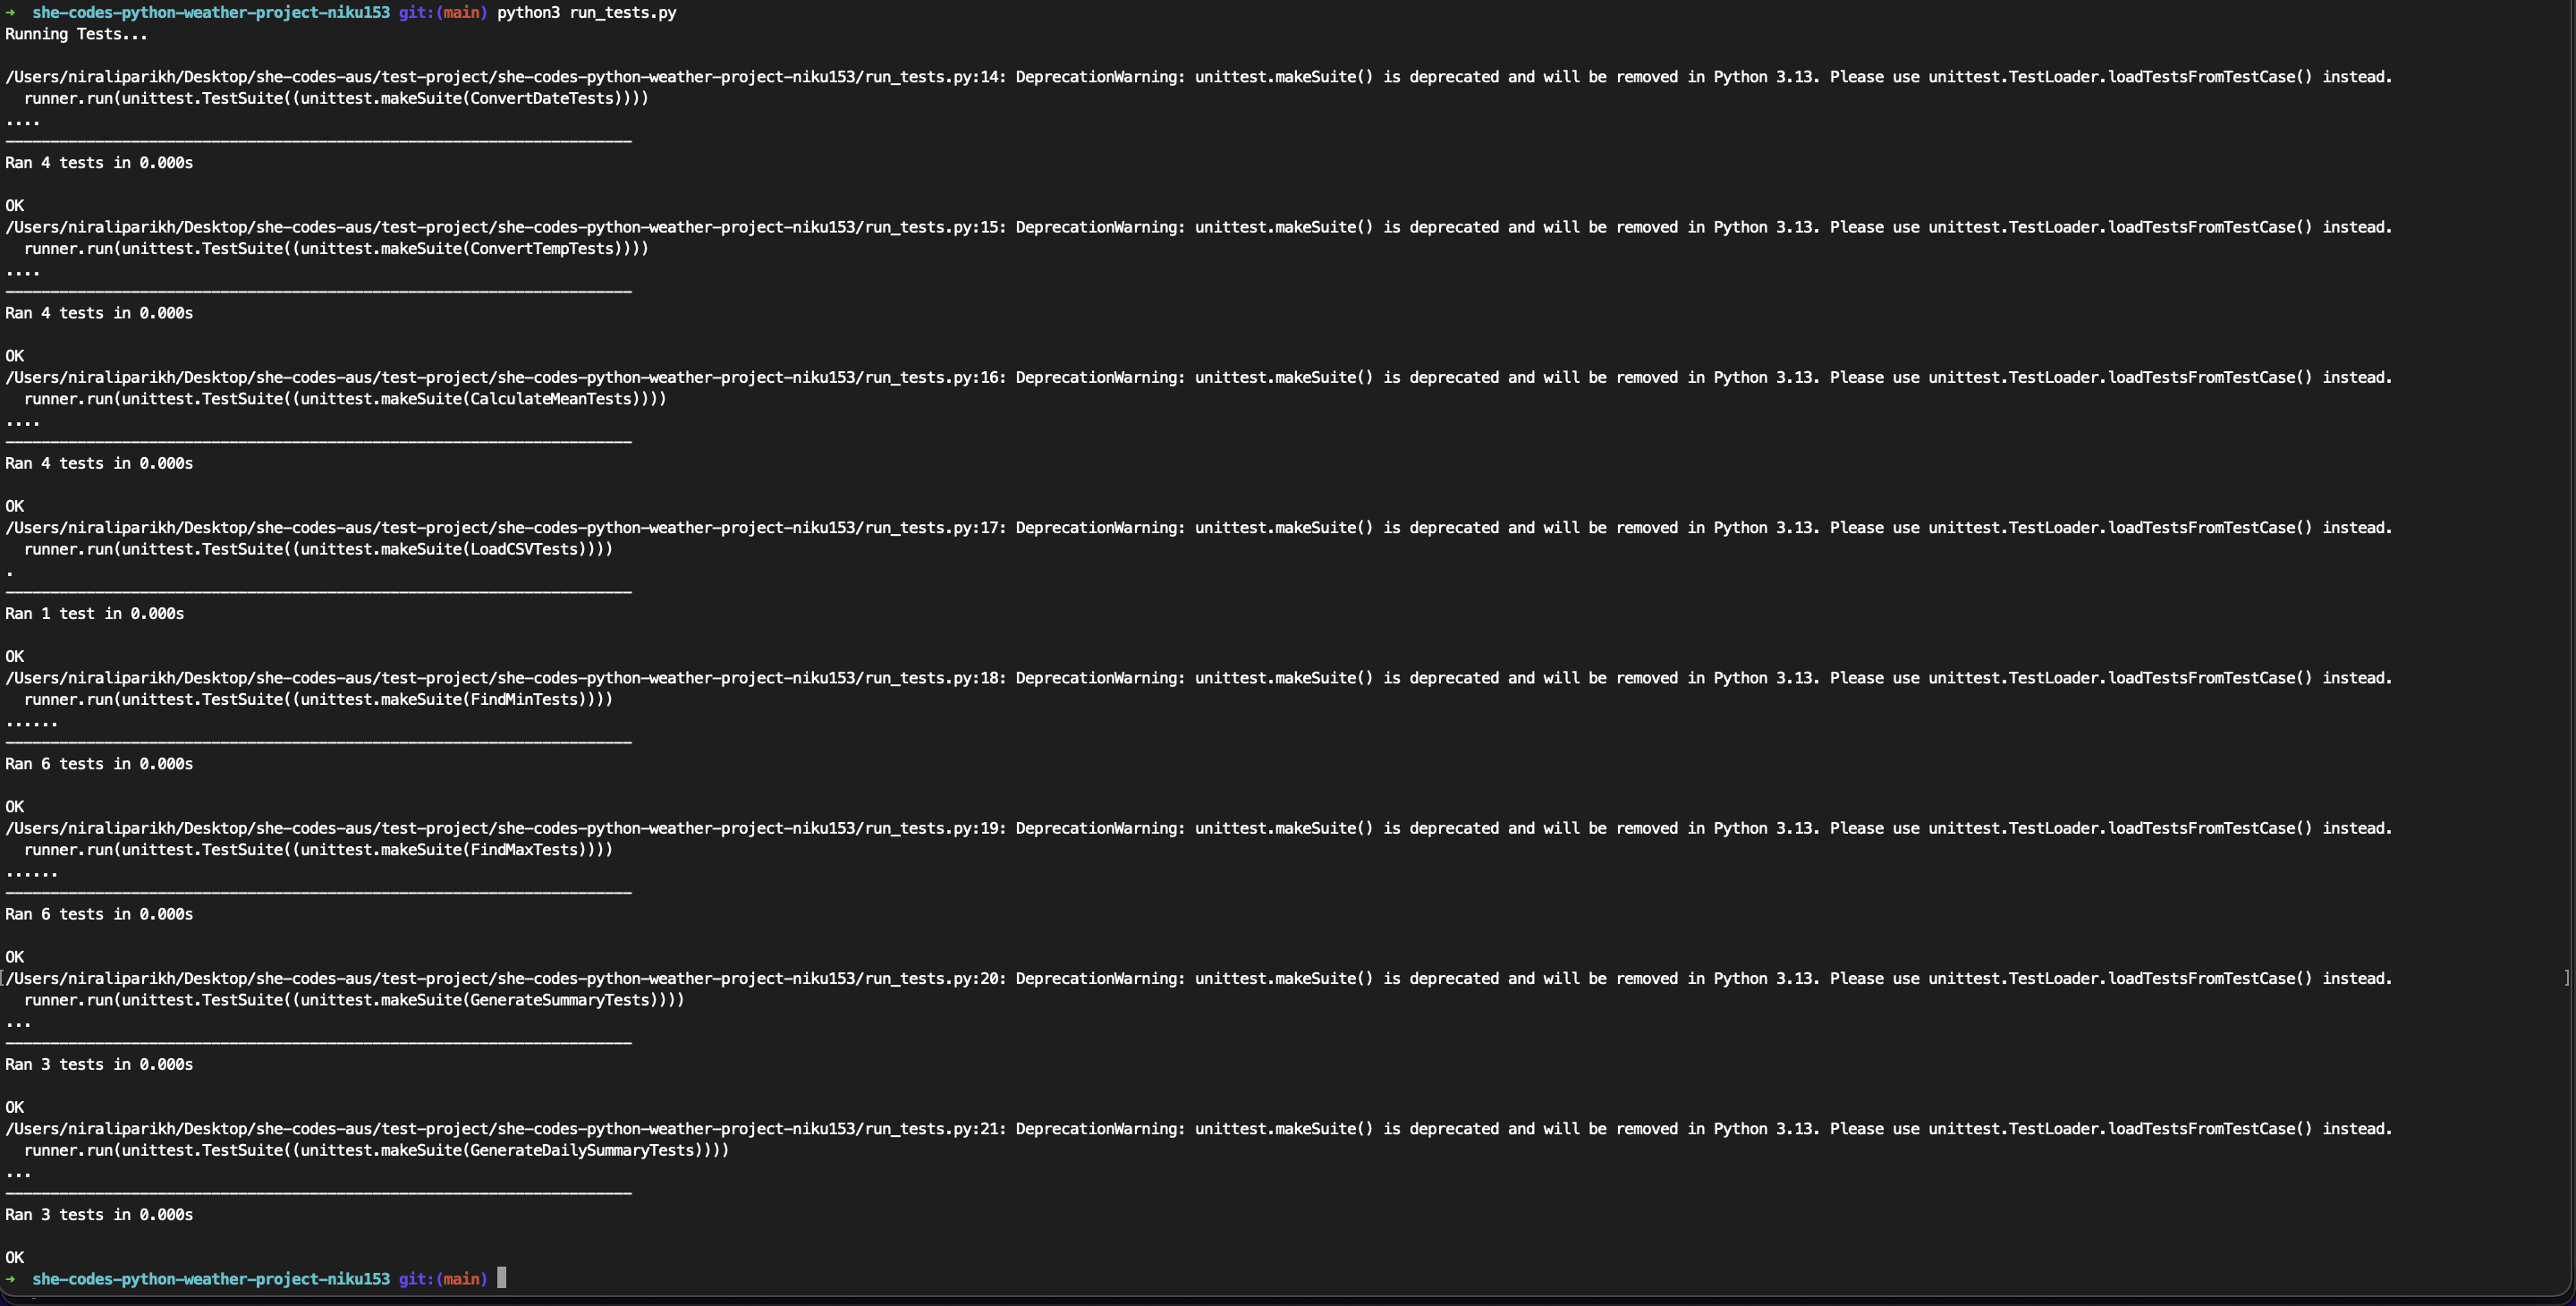 → she-codes-python-weather-project-niku153 git:(main) python3 run_tests.py
Running Tests...
/Users/niraliparikh/Desktop/she-codes-aus/test-project/she-codes-python-weather-project-niku153/run_tests.py:14: DeprecationWarning: unittest.makeSuite() is deprecated and will be removed in Python 3.13. Please use unittest.TestLoader.loadTestsFromTestCase() instead.
  runner.run(unittest.TestSuite((unittest.makeSuite(ConvertDateTests))))
....
----------------------------------------------------------------------
Ran 4 tests in 0.000s
OK
/Users/niraliparikh/Desktop/she-codes-aus/test-project/she-codes-python-weather-project-niku153/run_tests.py:15: DeprecationWarning: unittest.makeSuite() is deprecated and will be removed in Python 3.13. Please use unittest.TestLoader.loadTestsFromTestCase() instead.
  runner.run(unittest.TestSuite((unittest.makeSuite(ConvertTempTests))))
....
----------------------------------------------------------------------
Ran 4 tests in 0.000s
OK
/Users/niraliparikh/Desktop/she-codes-aus/test-project/she-codes-python-weather-project-niku153/run_tests.py:16: DeprecationWarning: unittest.makeSuite() is deprecated and will be removed in Python 3.13. Please use unittest.TestLoader.loadTestsFromTestCase() instead.
  runner.run(unittest.TestSuite((unittest.makeSuite(CalculateMeanTests))))
....
----------------------------------------------------------------------
Ran 4 tests in 0.000s
OK
/Users/niraliparikh/Desktop/she-codes-aus/test-project/she-codes-python-weather-project-niku153/run_tests.py:17: DeprecationWarning: unittest.makeSuite() is deprecated and will be removed in Python 3.13. Please use unittest.TestLoader.loadTestsFromTestCase() instead.
  runner.run(unittest.TestSuite((unittest.makeSuite(LoadCSVTests))))
.
----------------------------------------------------------------------
Ran 1 test in 0.000s
OK
/Users/niraliparikh/Desktop/she-codes-aus/test-project/she-codes-python-weather-project-niku153/run_tests.py:18: DeprecationWarning: unittest.makeSuite() is deprecated and will be removed in Python 3.13. Please use unittest.TestLoader.loadTestsFromTestCase() instead.
  runner.run(unittest.TestSuite((unittest.makeSuite(FindMinTests))))
......
----------------------------------------------------------------------
Ran 6 tests in 0.000s
OK
/Users/niraliparikh/Desktop/she-codes-aus/test-project/she-codes-python-weather-project-niku153/run_tests.py:19: DeprecationWarning: unittest.makeSuite() is deprecated and will be removed in Python 3.13. Please use unittest.TestLoader.loadTestsFromTestCase() instead.
  runner.run(unittest.TestSuite((unittest.makeSuite(FindMaxTests))))
......
----------------------------------------------------------------------
Ran 6 tests in 0.000s
OK
[/Users/niraliparikh/Desktop/she-codes-aus/test-project/she-codes-python-weather-project-niku153/run_tests.py:20: DeprecationWarning: unittest.makeSuite() is deprecated and will be removed in Python 3.13. Please use unittest.TestLoader.loadTestsFromTestCase() instead. ]
  runner.run(unittest.TestSuite((unittest.makeSuite(GenerateSummaryTests))))
...
----------------------------------------------------------------------
Ran 3 tests in 0.000s
OK
/Users/niraliparikh/Desktop/she-codes-aus/test-project/she-codes-python-weather-project-niku153/run_tests.py:21: DeprecationWarning: unittest.makeSuite() is deprecated and will be removed in Python 3.13. Please use unittest.TestLoader.loadTestsFromTestCase() instead.
  runner.run(unittest.TestSuite((unittest.makeSuite(GenerateDailySummaryTests))))
...
----------------------------------------------------------------------
Ran 3 tests in 0.000s
OK
→ she-codes-python-weather-project-niku153 git:(main)